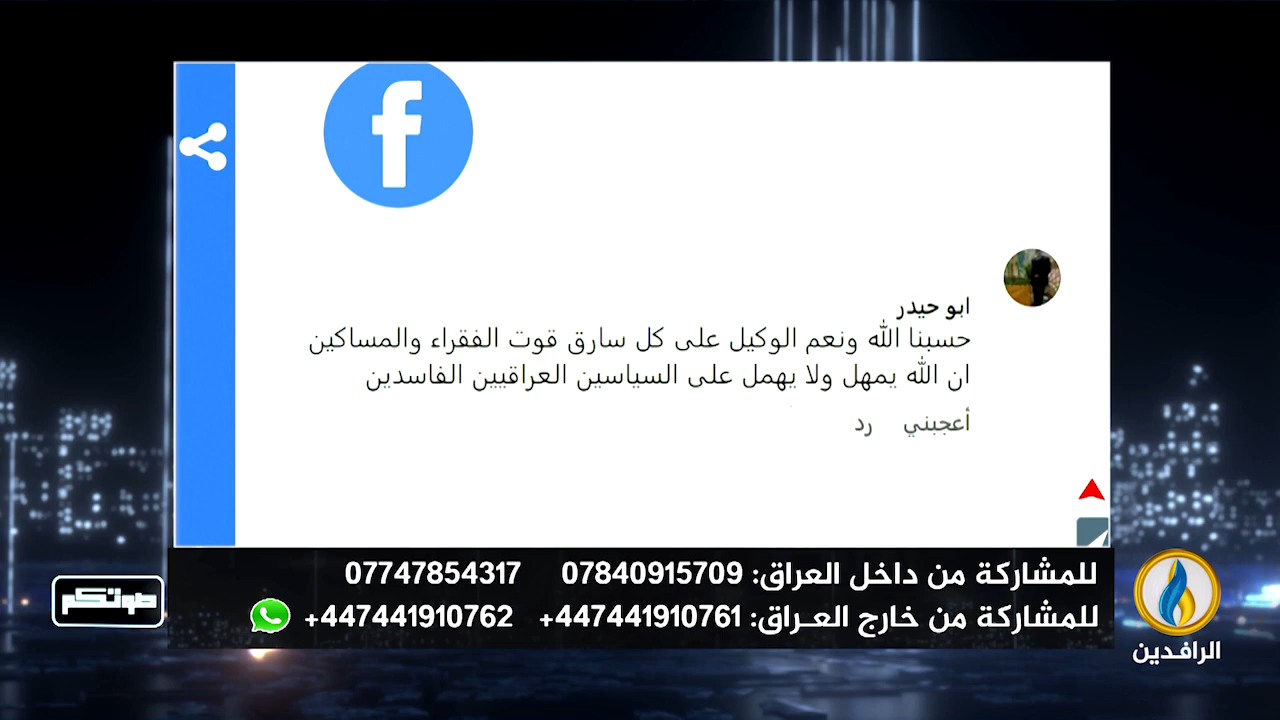 f
ابو حيدر
حسبنا الله ونعم الوكيل على كل سارق قوت الفقراء والمساكين
ان الله يمهل ولا يهمل على السياسين العراقيين الفاسدين
أعجبني رد
للمشاركة من داخل العراق: 07840915709 07747854317
للمشاركة من خارج العـراق: 447441910761+ 447441910762+
صوتكم
الرافدين